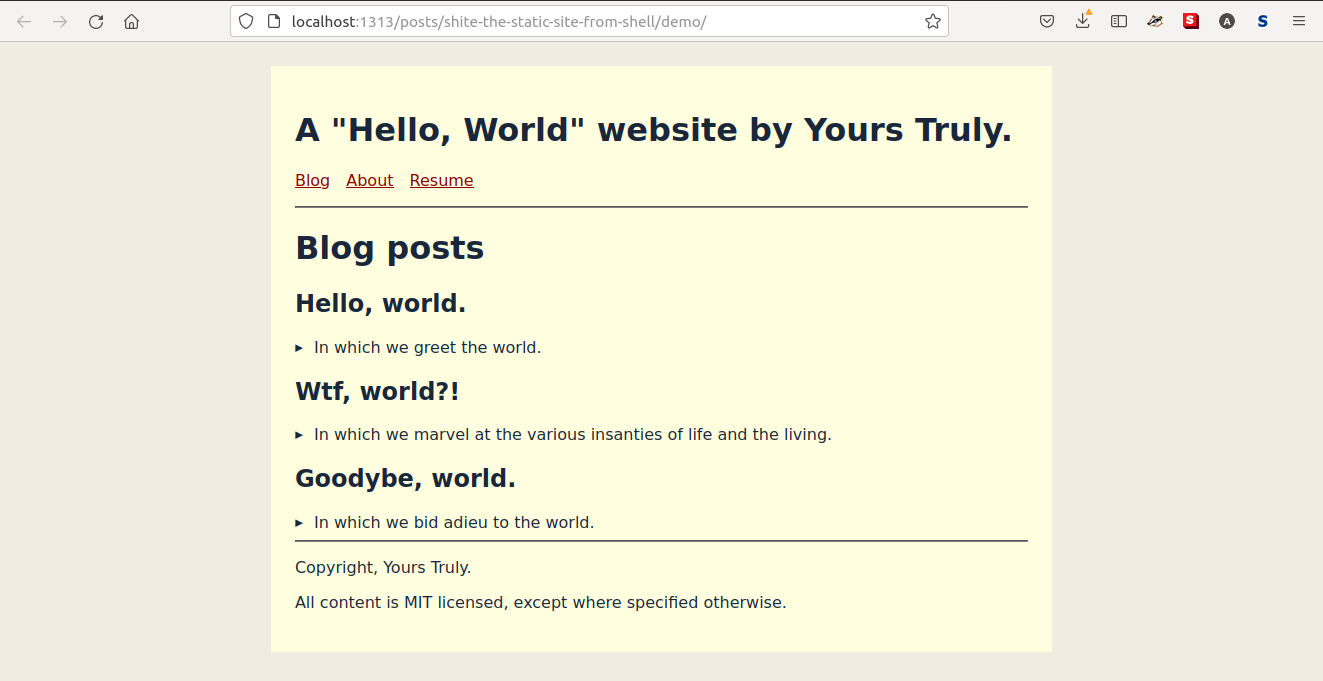 localhost:1313/posts/shite-the-static-site-from-shell/demo/
S
A
S
A "Hello, World" website by Yours Truly.
Blog About Resume
Blog posts
Hello, world.
▸ In which we greet the world.
Wtf, world?!
▸ In which we marvel at the various insanties of life and the living.
Goodybe, world.
▸ In which we bid adieu to the world.
Copyright, Yours Truly.
All content is MIT licensed, except where specified otherwise.